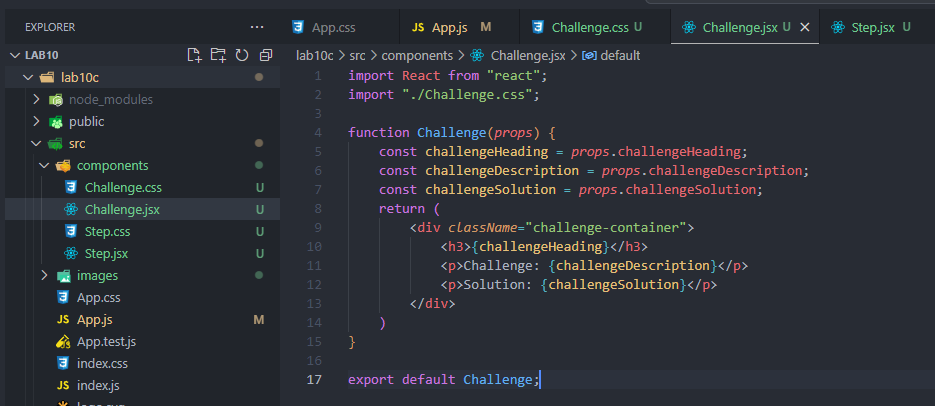 EXPLORER
LAB10
lab10c
node_modules
public
src
components
Challenge.css U
Challenge.jsx U
Step.css U
Step.jsx U
images
App.css
JS App.js M
App.test.js
index.css
JS index.js
App.css
JS App.js M
Challenge.css U
Challenge.jsx U
Step.jsx U
lab10c > src > components > Challenge.jsx > default
1 import React from "react";
2 import "./Challenge.css";
3
4 function Challenge(props) {
5 const challengeHeading = props.challengeHeading;
6 const challengeDescription = props.challengeDescription;
7 const challengeSolution = props.challengeSolution;
8 return (
9 <div className="challenge-container">
10 <h3>{challengeHeading}</h3>
11 <p>Challenge: {challengeDescription}</p>
12 <p>Solution: {challengeSolution}</p>
13 </div>
14 )
15 }
16
17 export default Challenge;